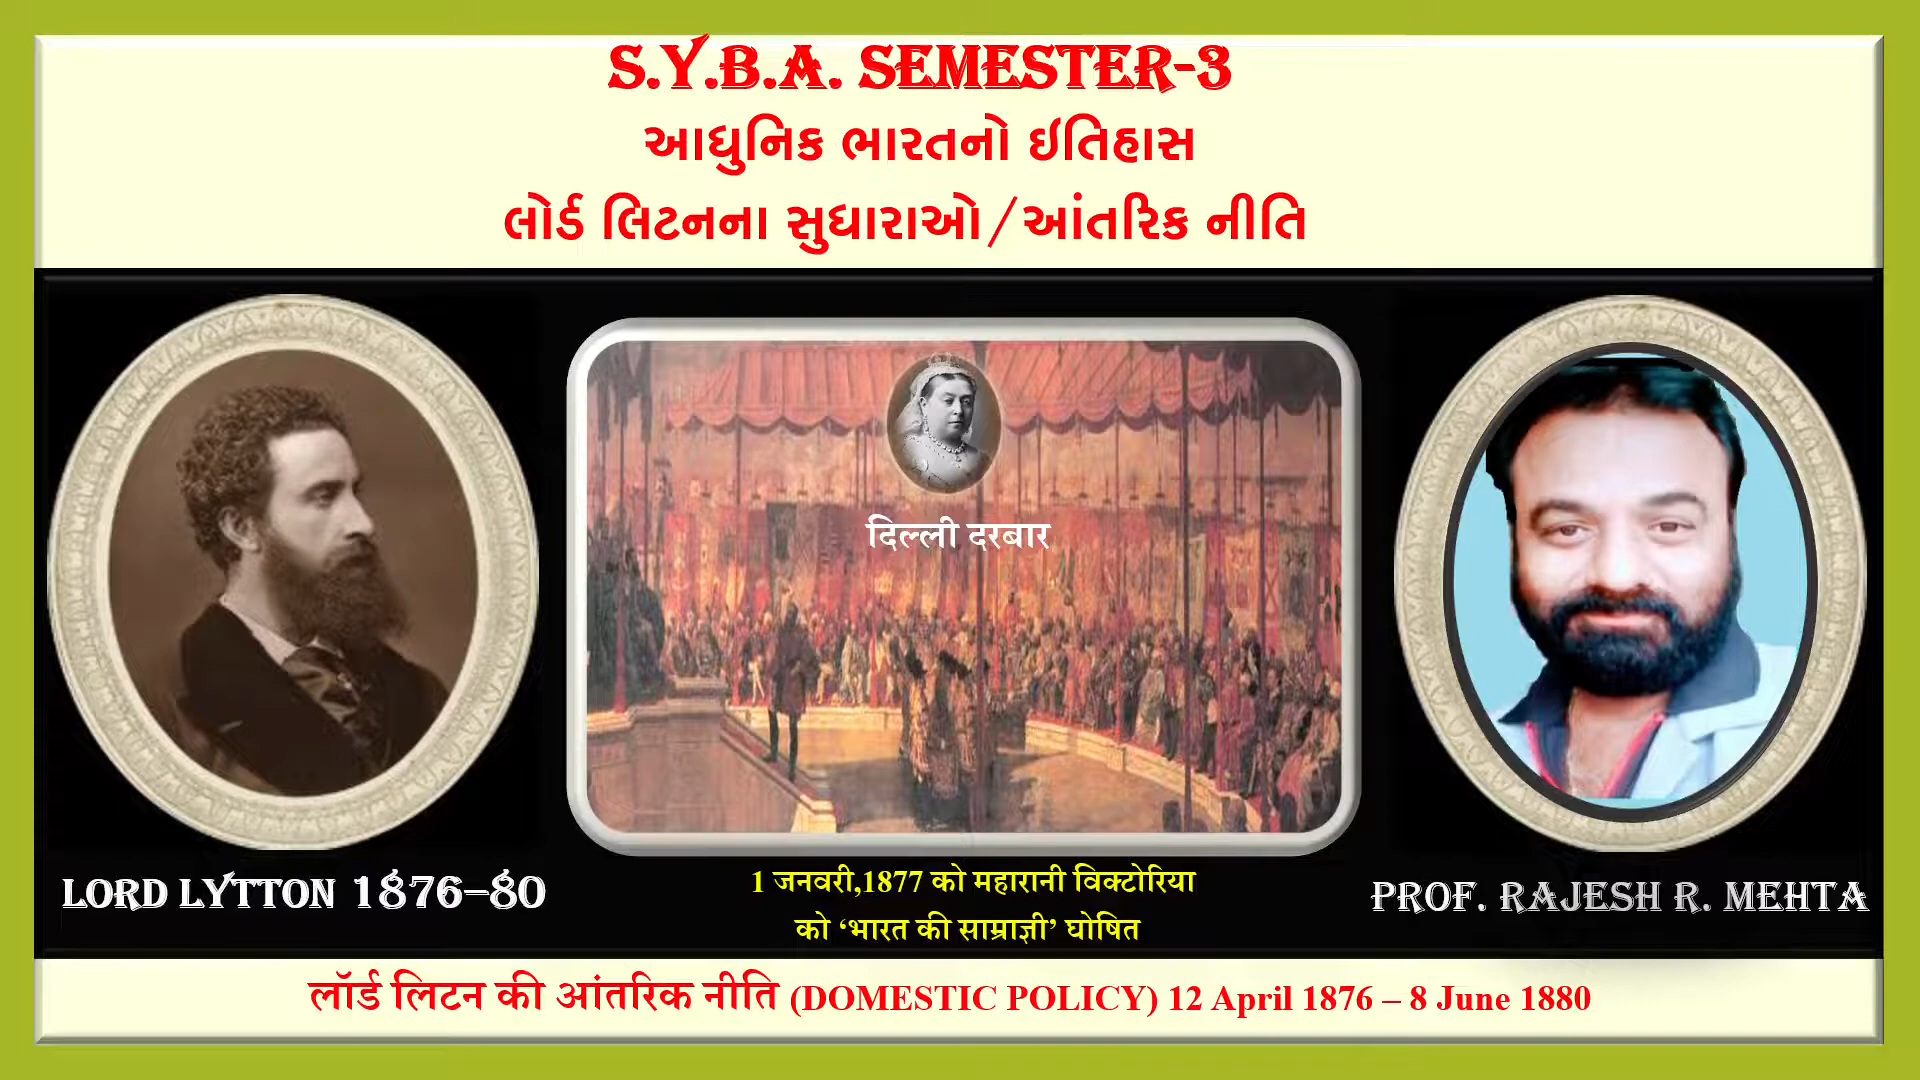 S.Y.B.A. SEMESTER-3
આધુનિક ભારતનો ઈતિહાસ
લોર્ડ લિટનના સુધારાઓ/આંતરિક નીતિ
दिल्ली दरबार
LORD LYTTON 1876–80
1 जनवरी,1877 को महारानी विक्टोरिया
को ‘भारत की साम्राज्ञी’ घोषित
PROF. RAJESH R. MEHTA
लॉर्ड लिटन की आंतरिक नीति (DOMESTIC POLICY) 12 April 1876 – 8 June 1880